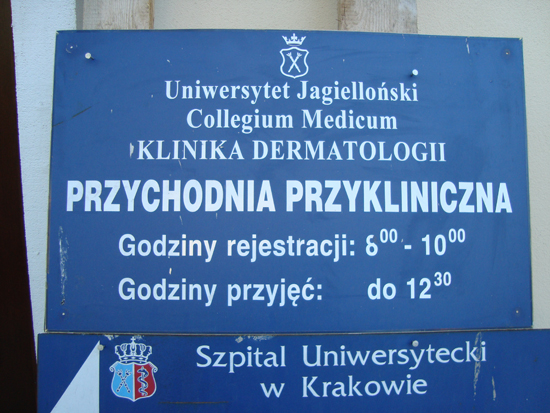 Uniwersytet Jagielloński
Collegium Medicum
KLINIKA DERMATOLOGII
PRZYCHODNIA PRZYKLINICZNA
Godziny rejestracji: 8⁰⁰ - 10⁰⁰
Godziny przyjęć: do 12³⁰
Szpital Uniwersytecki
w Krakowie